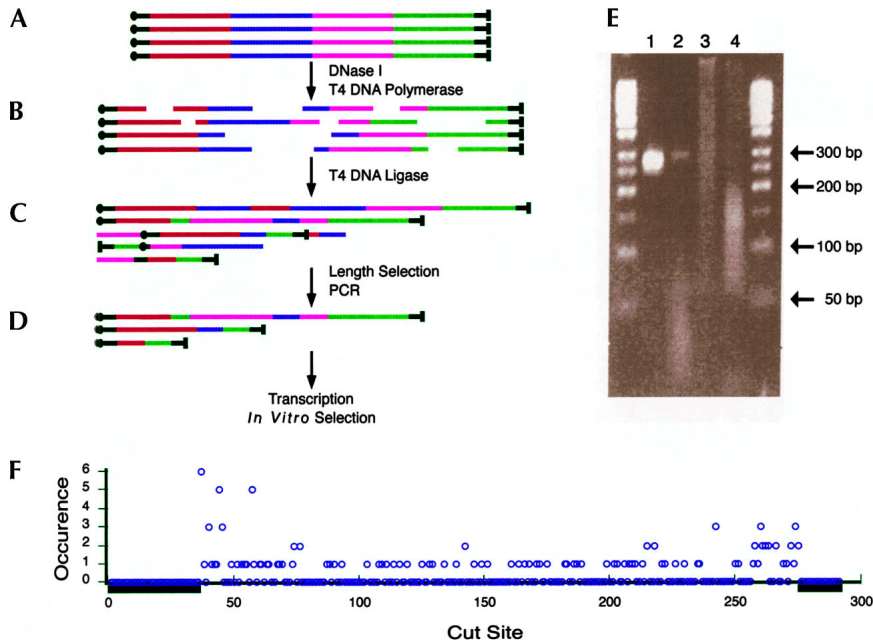 A
DNase I
T4 DNA Polymerase
B
T4 DNA Ligase
C
Length Selection
PCR
D
Transcription
In Vitro Selection
E
1 2 3 4
300 bp
200 bp
100 bp
50 bp
F
Occurence
6
5
4
3
2
1
0
0 50 100 150 200 250 300
Cut Site